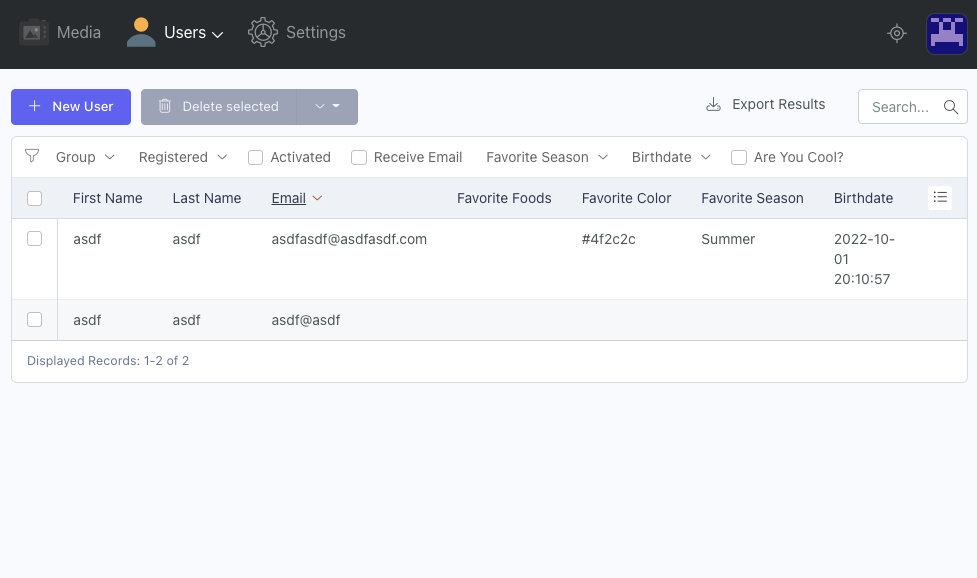 Media Users Settings
New User Delete selected Export Results Search...
Group Registered Activated Receive Email Favorite Season Birthdate Are You Cool?
First Name Last Name Email Favorite Foods Favorite Color Favorite Season Birthdate
asdf asdf asdfasdf@asdfasdf.com #4f2c2c Summer 2022-10-
01
20:10:57
asdf asdf asdf@asdf
Displayed Records: 1-2 of 2